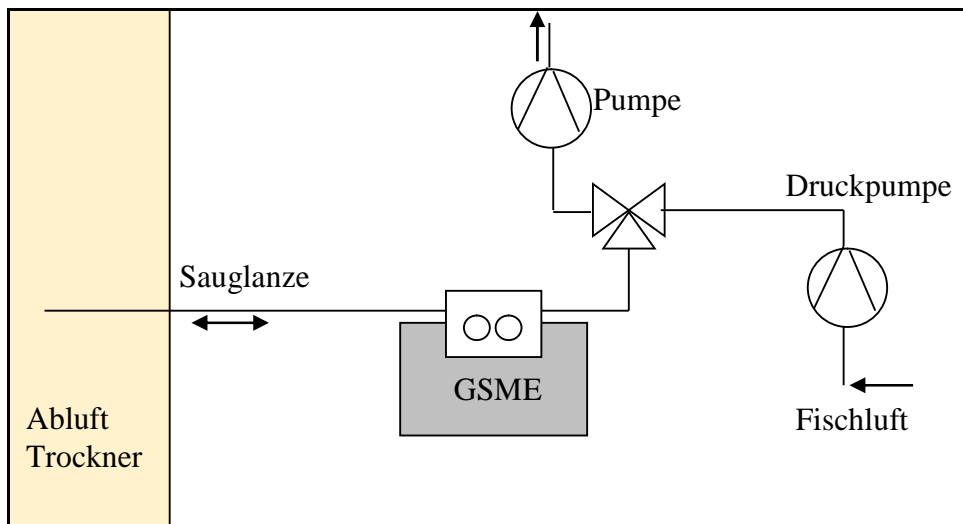 Pumpe
Druckpumpe
Sauglanze
GSME
Abluft
Trockner
Fischluft